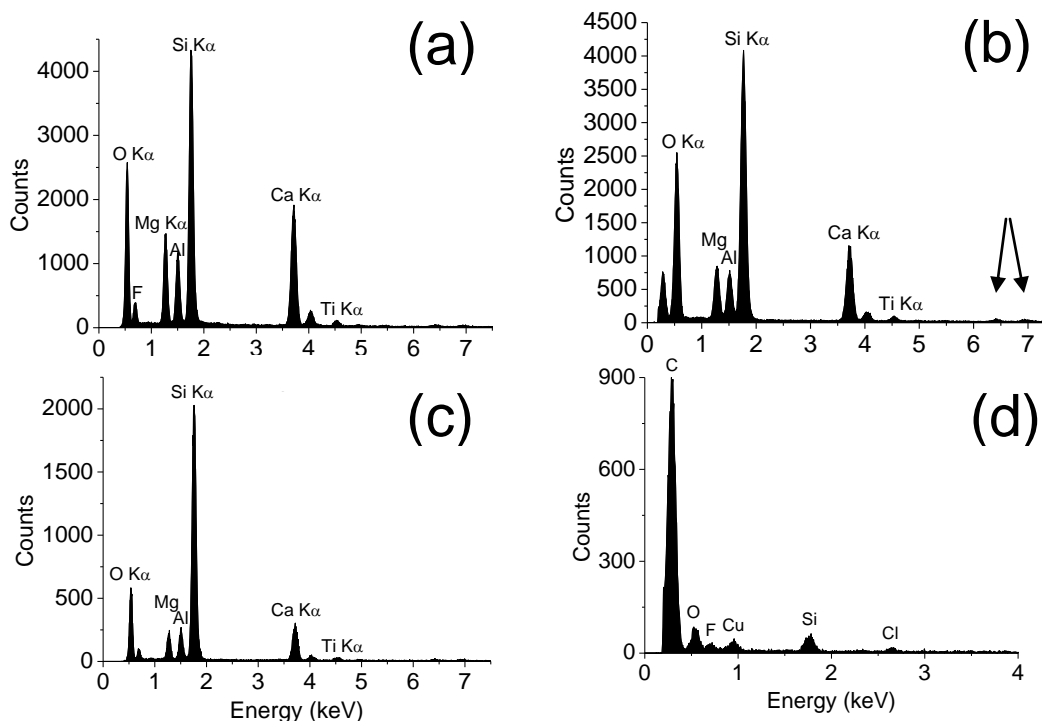 (a)
Counts
4000
3000
2000
1000
0
O Kα
F
Mg Kα
Al
Si Kα
Ca Kα
Ti Kα
0 1 2 3 4 5 6 7
(b)
Counts
4500
4000
3500
3000
2500
2000
1500
1000
500
0
O Kα
Mg
Al
Si Kα
Ca Kα
Ti Kα
0 1 2 3 4 5 6 7
(c)
Counts
2000
1500
1000
500
0
O Kα
Mg
Al
Si Kα
Ca Kα
Ti Kα
0 1 2 3 4 5 6 7
Energy (keV)
(d)
Counts
900
600
300
0
C
O
F
Cu
Si
Cl
0 1 2 3 4
Energy (keV)